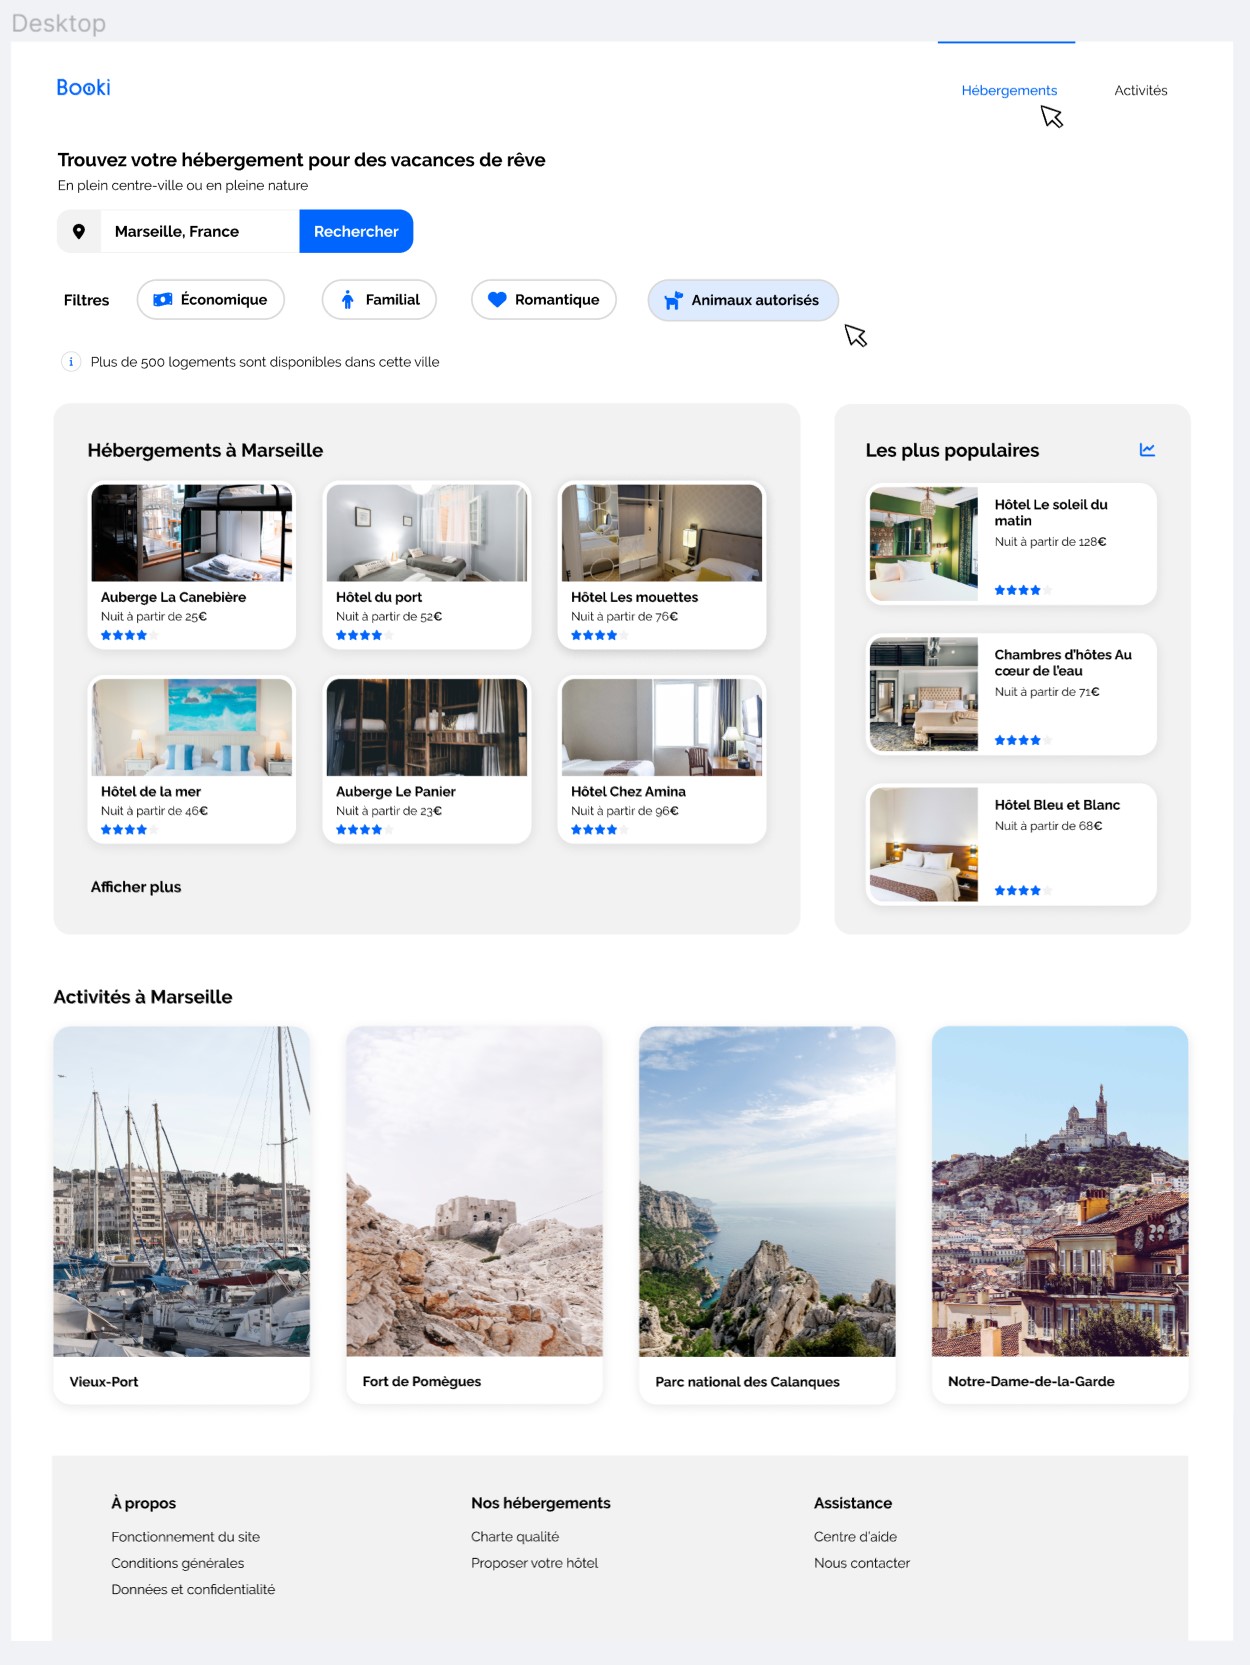 Desktop
Booki
Hébergements
Activités
Trouvez votre hébergement pour des vacances de rêve
En plein centre-ville ou en pleine nature
Marseille, France
Rechercher
Filtres
Économique
Familial
Romantique
Animaux autorisés
i
Plus de 500 logements sont disponibles dans cette ville
Hébergements à Marseille
Auberge La Canebière
Nuit à partir de 25€
Hôtel du port
Nuit à partir de 52€
Hôtel Les mouettes
Nuit à partir de 76€
Hôtel de la mer
Nuit à partir de 46€
Auberge Le Panier
Nuit à partir de 23€
Hôtel Chez Amina
Nuit à partir de 96€
Afficher plus
Les plus populaires
Hôtel Le soleil du
matin
Nuit à partir de 128€
Chambres d'hôtes Au
cœur de l'eau
Nuit à partir de 71€
Hôtel Bleu et Blanc
Nuit à partir de 68€
Activités à Marseille
Vieux-Port
Fort de Pomègues
Parc national des Calanques
Notre-Dame-de-la-Garde
À propos
Fonctionnement du site
Conditions générales
Données et confidentialité
Nos hébergements
Charte qualité
Proposer votre hôtel
Assistance
Centre d'aide
Nous contacter